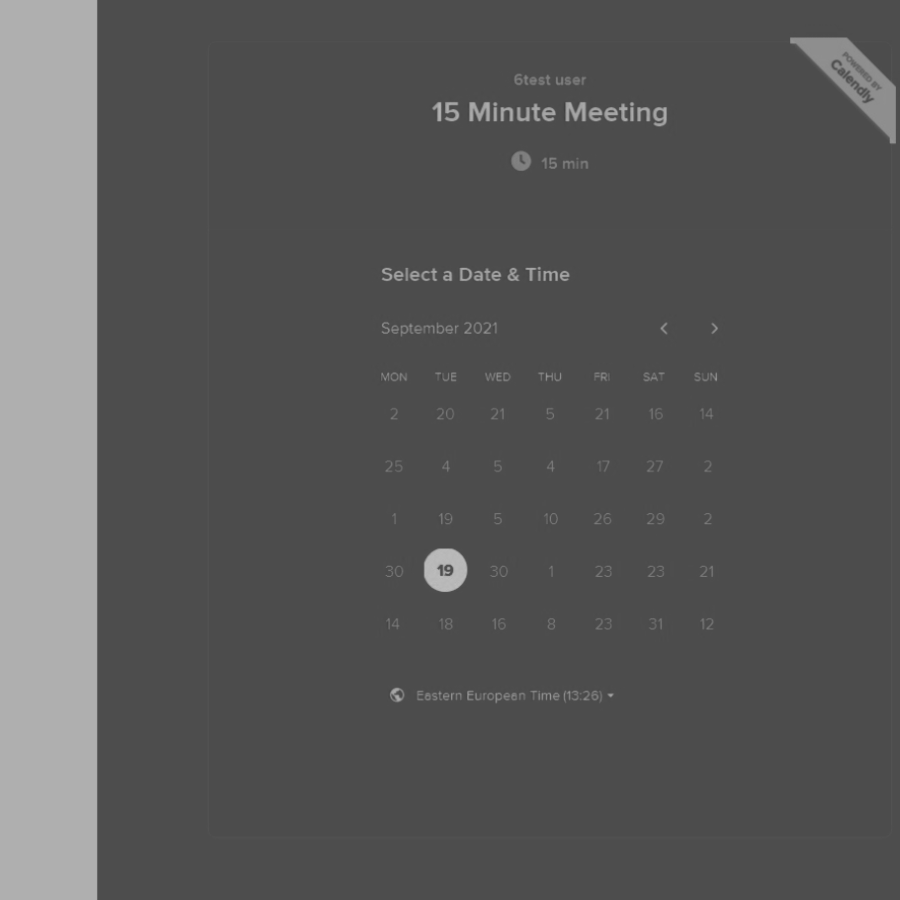 POWERED BY
Calendly
6test user
15 Minute Meeting
15 min
Select a Date & Time
September 2021
MON TUE WED THU FRI SAT SUN
2 20 21 5 21 16 14
25 4 5 4 17 27 2
1 19 5 10 26 29 2
30 19 30 1 23 23 21
14 18 16 8 23 31 12
Eastern European Time (13:26)